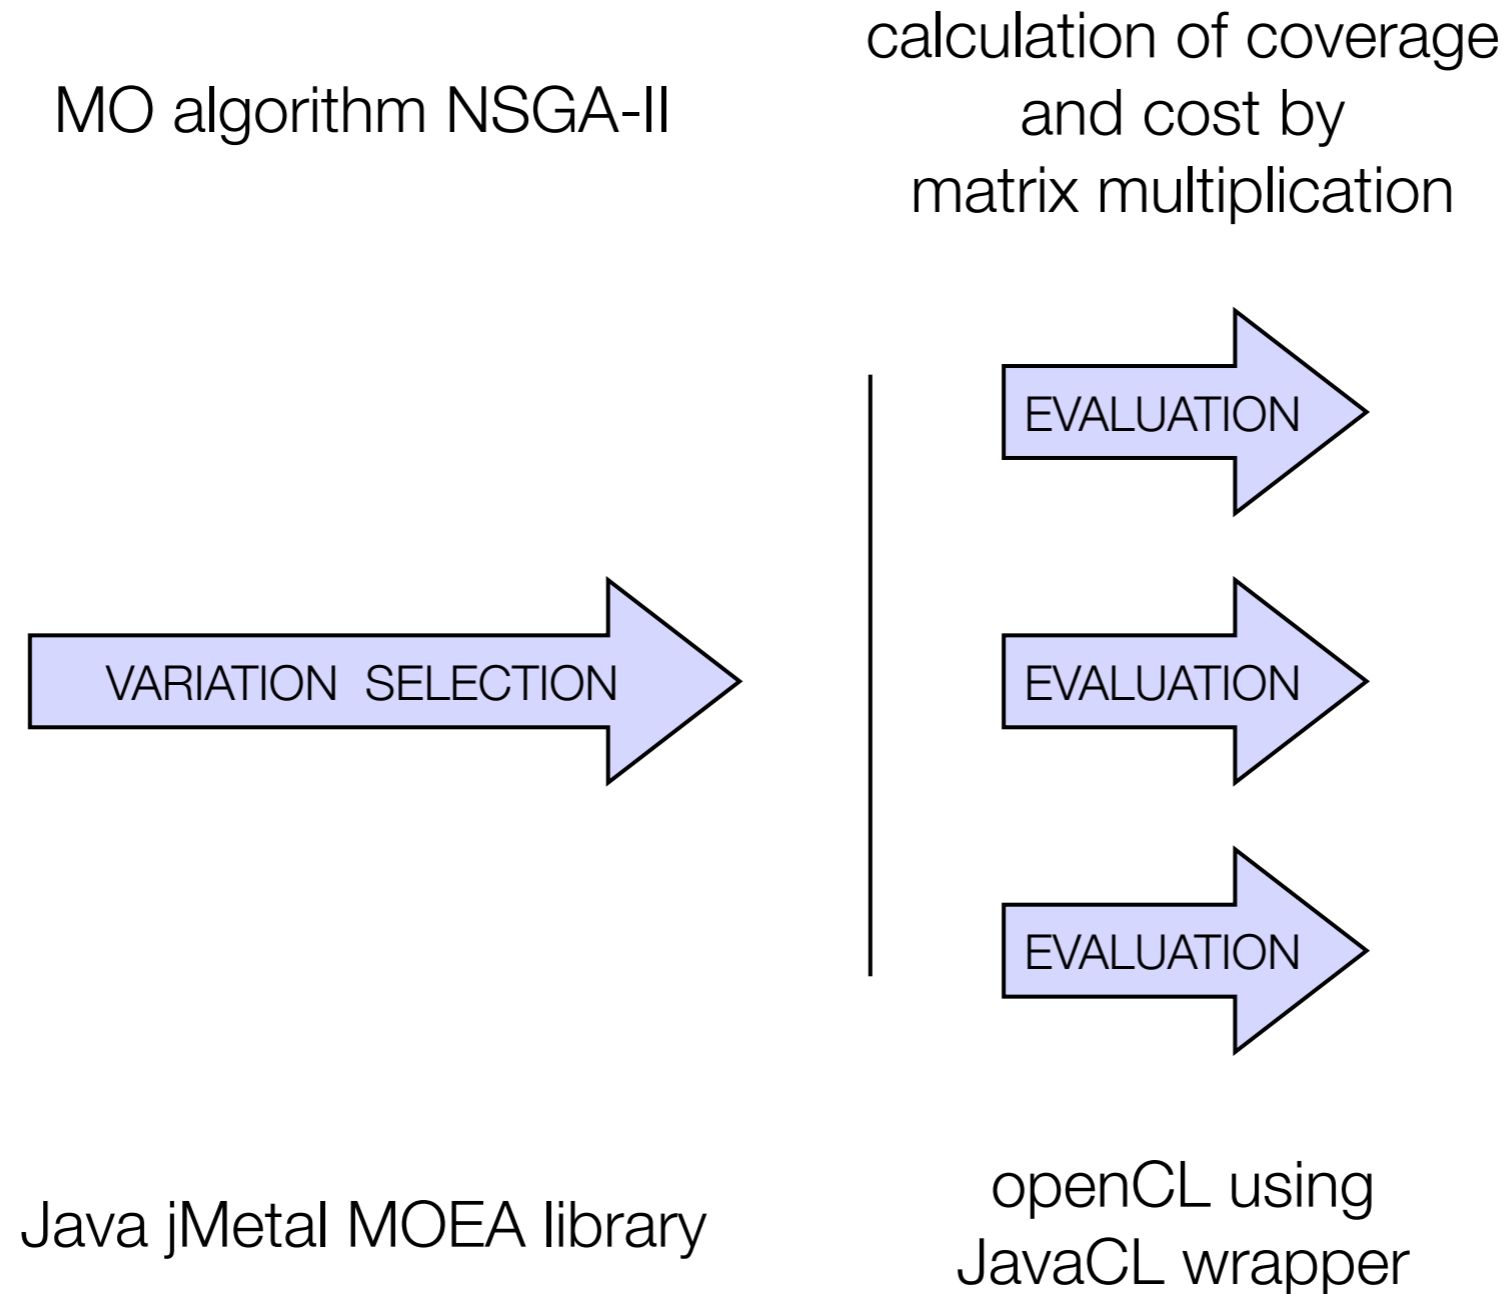 MO algorithm NSGA-II
calculation of coverage
and cost by
matrix multiplication
VARIATION SELECTION
EVALUATION
EVALUATION
EVALUATION
Java jMetal MOEA library
openCL using
JavaCL wrapper